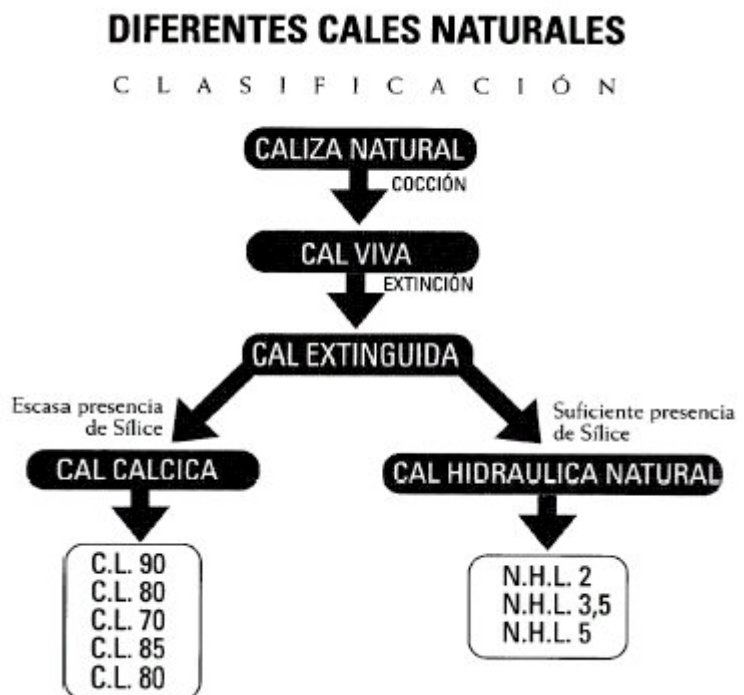 DIFERENTES CALES NATURALES
CLASIFICACIÓN
CALIZA NATURAL
COCCIÓN
CAL VIVA
EXTINCIÓN
CAL EXTINGUIDA
Escasa presencia
de Sílice
Suficiente presencia
de Sílice
CAL CALCICA
CAL HIDRAULICA NATURAL
C.L. 90
C.L. 80
C.L. 70
C.L. 85
C.L. 80
N.H.L. 2
N.H.L. 3,5
N.H.L. 5